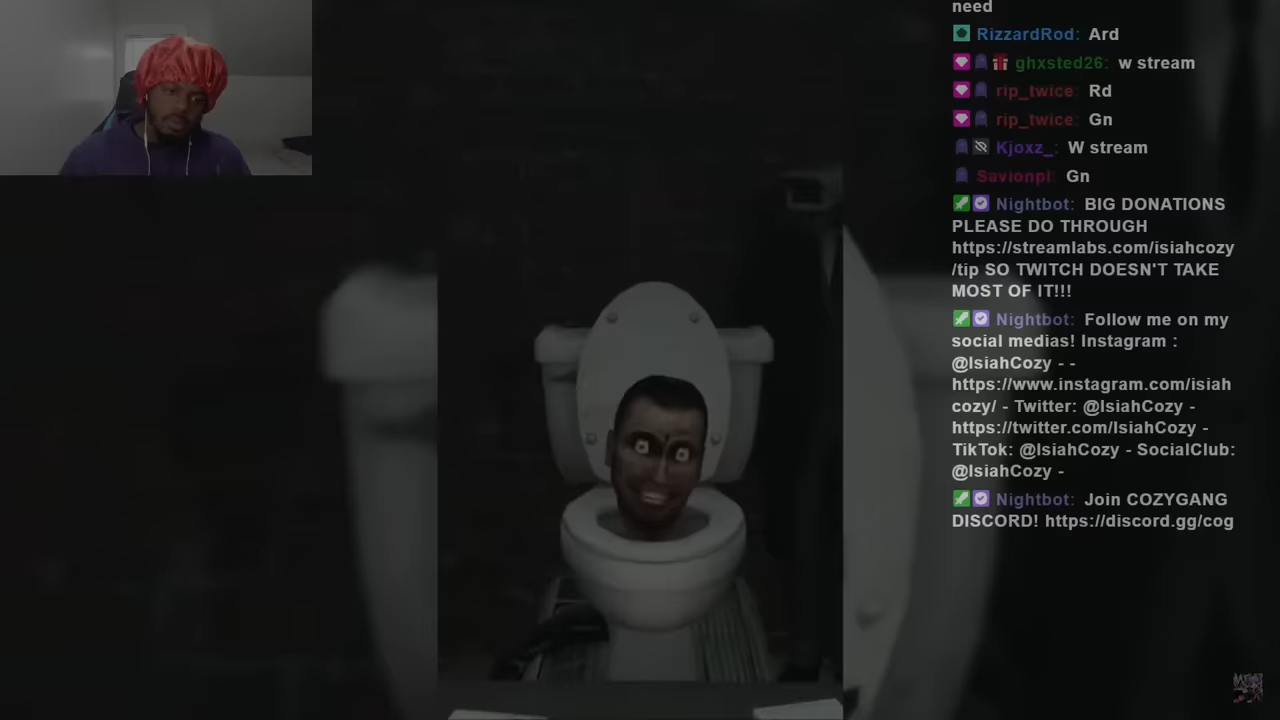 need
RizzardRod: Ard
ghxsted26: w stream
rip_twice: Rd
rip_twice: Gn
Kjoxz_: W stream
Savionpl: Gn
Nightbot: BIG DONATIONS
PLEASE DO THROUGH
https://streamlabs.com/isiahcozy
/tip SO TWITCH DOESN'T TAKE
MOST OF IT!!!
Nightbot: Follow me on my
social medias! Instagram :
@IsiahCozy - -
https://www.instagram.com/isiah
cozy/ - Twitter: @IsiahCozy -
https://twitter.com/IsiahCozy -
TikTok: @IsiahCozy - SocialClub:
@IsiahCozy -
Nightbot: Join COZYGANG
DISCORD! https://discord.gg/cog